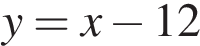 y = x − 12